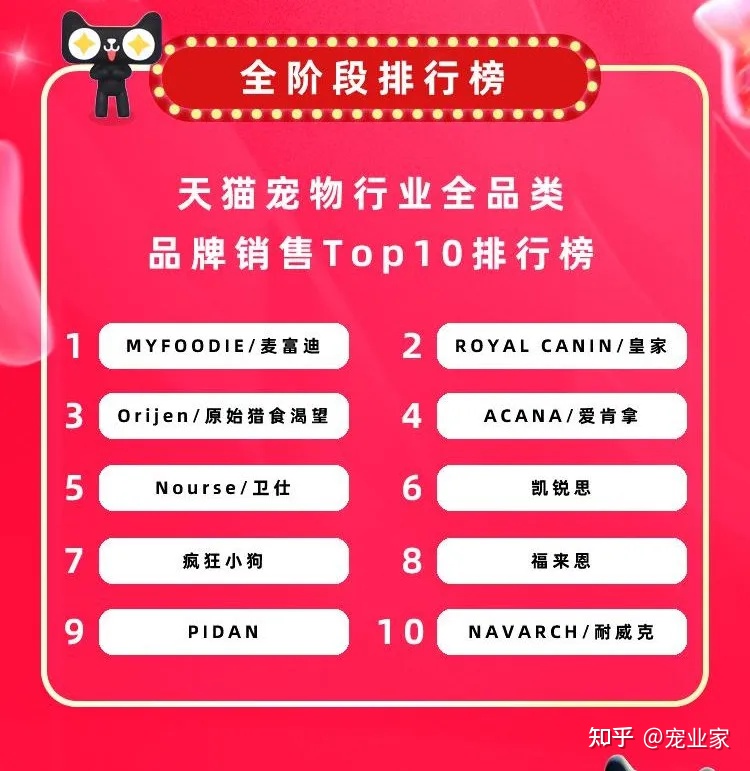 全阶段排行榜
天猫宠物行业全品类
品牌销售Top10排行榜
1 MYFOODIE/麦富迪
2 ROYAL CANIN/皇家
3 Orijen/原始猎食渴望
4 ACANA/爱肯拿
5 Nourse/卫仕
6 凯锐思
7 疯狂小狗
8 福来恩
9 PIDAN
10 NAVARCH/耐威克
知乎 @宠业家